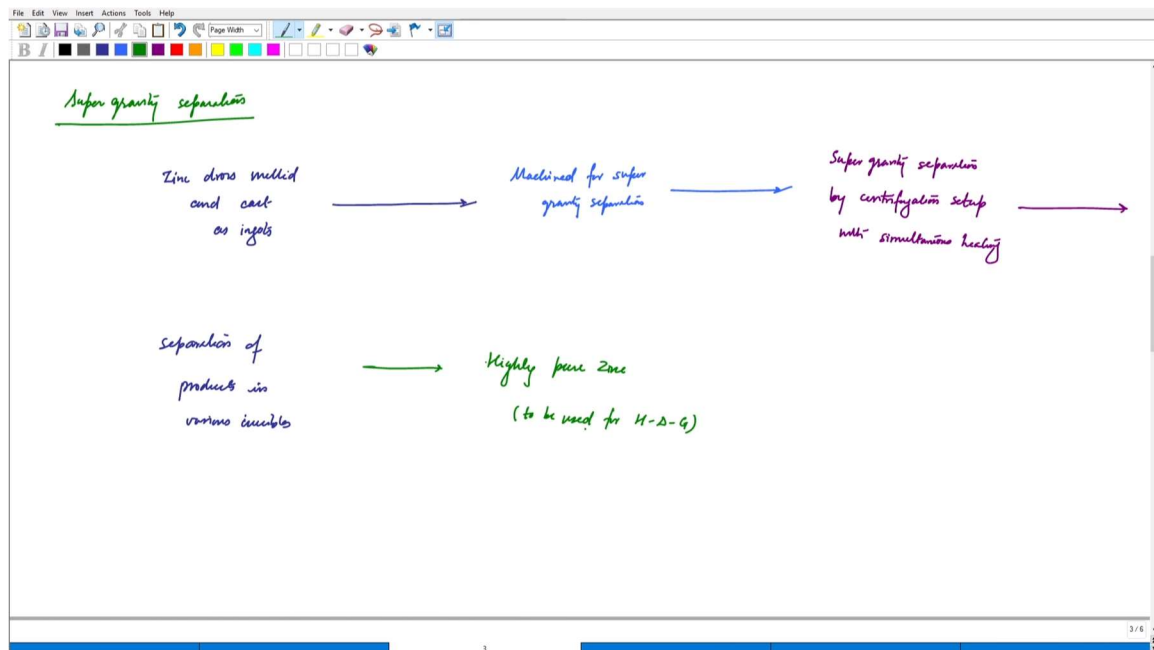 File Edit View Insert Actions Tools Help
Page Width
B I
Super gravity separation
Zinc dross melted
and cast
as ingots
Machined for super
gravity separation
Super gravity separation
by centrifugation setup
with simultaneous heating
separation of
products in
various crucibles
Highly pure Zinc
(to be used for H-D-G)
3 / 6
3